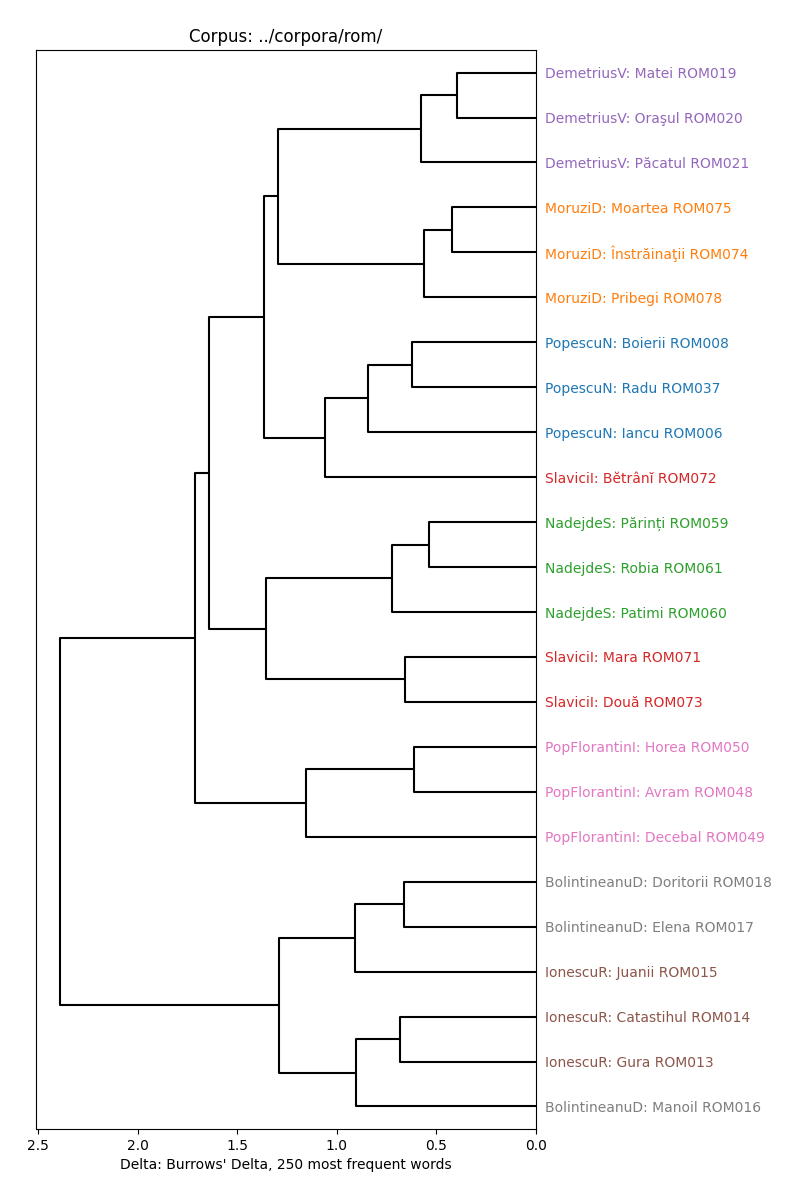 Corpus: ../corpora/rom/
DemetriusV: Matei ROM019
DemetriusV: Oraşul ROM020
DemetriusV: Păcatul ROM021
MoruziD: Moartea ROM075
MoruziD: Înstrăinaţii ROM074
MoruziD: Pribegi ROM078
PopescuN: Boierii ROM008
PopescuN: Radu ROM037
PopescuN: Iancu ROM006
SlaviciI: Bĕtrânĭ ROM072
NadejdeS: Părinți ROM059
NadejdeS: Robia ROM061
NadejdeS: Patimi ROM060
SlaviciI: Mara ROM071
SlaviciI: Două ROM073
PopFlorantinI: Horea ROM050
PopFlorantinI: Avram ROM048
PopFlorantinI: Decebal ROM049
BolintineanuD: Doritorii ROM018
BolintineanuD: Elena ROM017
IonescuR: Juanii ROM015
IonescuR: Catastihul ROM014
IonescuR: Gura ROM013
BolintineanuD: Manoil ROM016
2.5 2.0 1.5 1.0 0.5 0.0
Delta: Burrows' Delta, 250 most frequent words